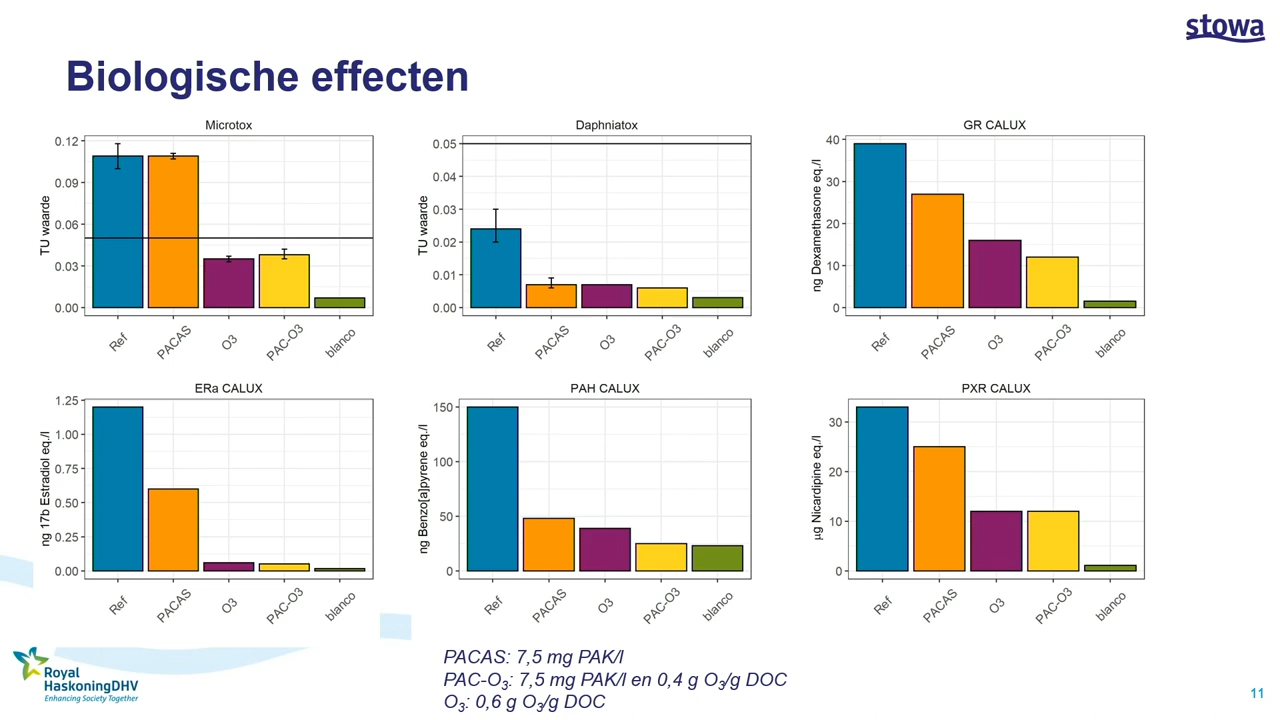 stowa
Biologische effecten
Microtox
TU waarde
0.12
0.09
0.06
0.03
0.00
Ref
PACAS
O3
PAC-O3
blanco
Daphniatox
TU waarde
0.05
0.04
0.03
0.02
0.01
0.00
Ref
PACAS
O3
PAC-O3
blanco
GR CALUX
ng Dexamethasone eq./l
40
30
20
10
0
Ref
PACAS
O3
PAC-O3
blanco
ERa CALUX
ng 17b Estradiol eq./l
1.25
1.00
0.75
0.50
0.25
0.00
Ref
PACAS
O3
PAC-O3
blanco
PAH CALUX
ng Benzo[a]pyrene eq./l
150
100
50
0
Ref
PACAS
O3
PAC-O3
blanco
PXR CALUX
µg Nicardipine eq./l
30
20
10
0
Ref
PACAS
O3
PAC-O3
blanco
PACAS: 7,5 mg PAK/l
PAC-O₃: 7,5 mg PAK/l en 0,4 g O₃/g DOC
O₃: 0,6 g O₃/g DOC
Royal
HaskoningDHV
Enhancing Society Together
11